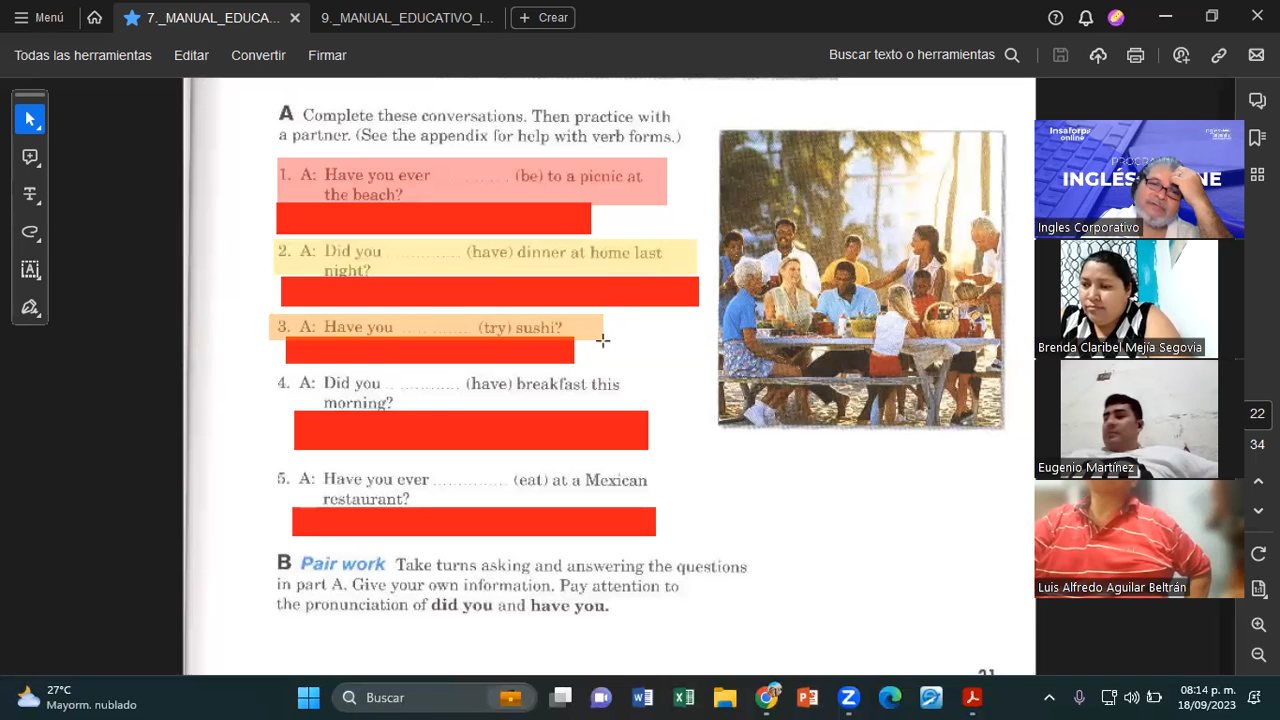 Menú
7._MANUAL_EDUCA...
9._MANUAL_EDUCATIVO_I...
Crear
Todas las herramientas
Editar
Convertir
Firmar
Buscar texto o herramientas
A Complete these conversations. Then practice with
a partner. (See the appendix for help with verb forms.)
1. A: Have you ever ............ (be) to a picnic at
the beach?
2. A: Did you ............ (have) dinner at home last
night?
3. A: Have you ............ (try) sushi?
4. A: Did you ............ (have) breakfast this
morning?
5. A: Have you ever ............ (eat) at a Mexican
restaurant?
B Pair work Take turns asking and answering the questions
in part A. Give your own information. Pay attention to
the pronunciation of did you and have you.
Insaforp
online
INGLÉS
Ingles Corporativo
Brenda Claribel Mejía Segovia
Eugenio Martínez
Luis Alfredo Aguilar Beltrán
22
34
27°C
Mayorm. nublado
Buscar
08:14 p. m.
18/09/2023